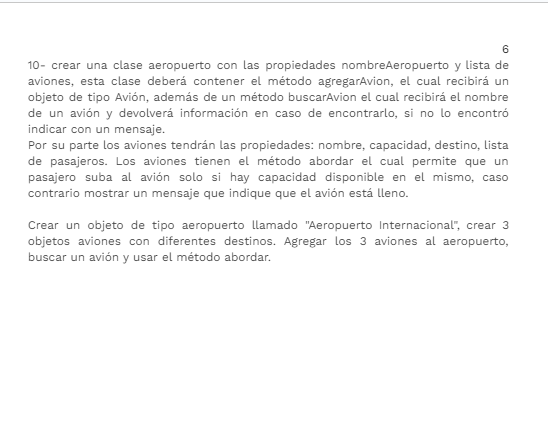 6
10- crear una clase aeropuerto con las propiedades nombreAeropuerto y lista de
aviones, esta clase deberá contener el método agregarAvion, el cual recibirá un
objeto de tipo Avión, además de un método buscarAvion el cual recibirá el nombre
de un avión y devolverá información en caso de encontrarlo, si no lo encontró
indicar con un mensaje.
Por su parte los aviones tendrán las propiedades: nombre, capacidad, destino, lista
de pasajeros. Los aviones tienen el método abordar el cual permite que un
pasajero suba al avión solo si hay capacidad disponible en el mismo, caso
contrario mostrar un mensaje que indique que el avión está lleno.
Crear un objeto de tipo aeropuerto llamado "Aeropuerto Internacional", crear 3
objetos aviones con diferentes destinos. Agregar los 3 aviones al aeropuerto,
buscar un avión y usar el método abordar.